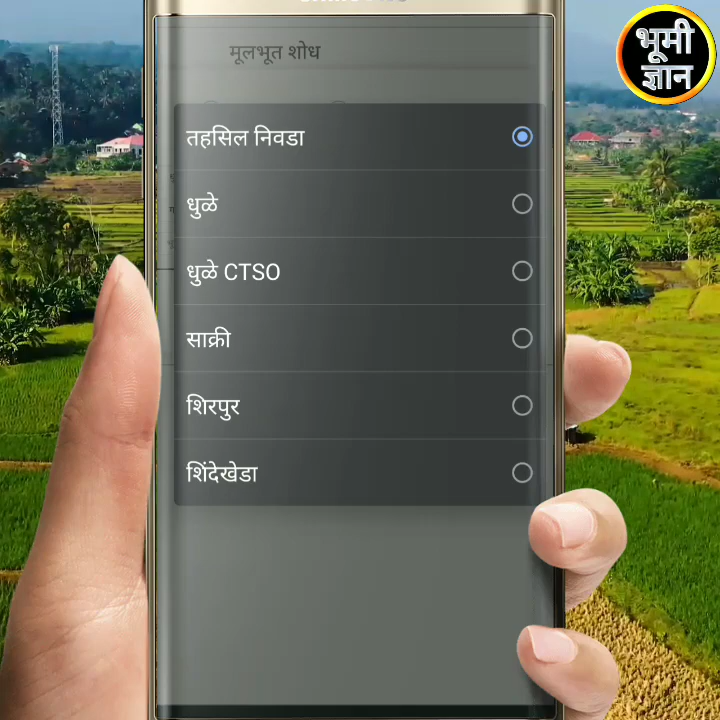 भूमी
ज्ञान
मूलभूत शोध
तहसिल निवडा
धुळे
धुळे CTSO
साक्री
शिरपुर
शिंदेखेडा